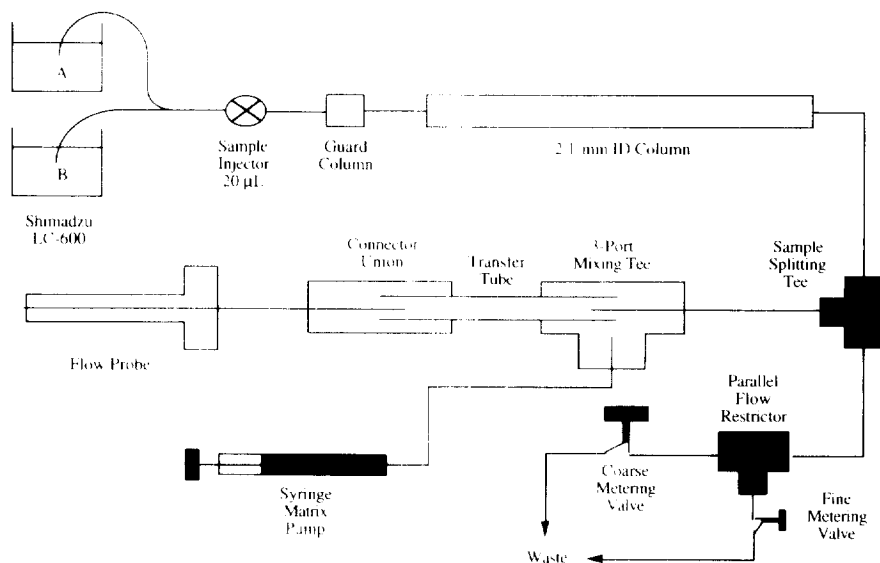 A
B
Shimadzu
LC-600
Sample
Injector
20 µL
Guard
Column
2.1 mm ID Column
Connector
Union
Transfer
Tube
3-Port
Mixing Tee
Sample
Splitting
Tee
Flow Probe
Parallel
Flow
Restrictor
Syringe
Matrix
Pump
Coarse
Metering
Valve
Fine
Metering
Valve
Waste